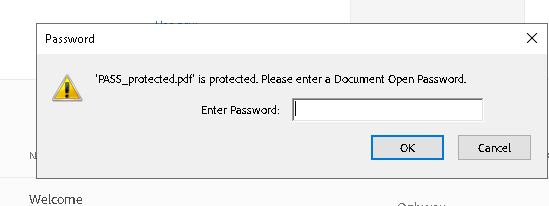 Password
'PASS_protected.pdf' is protected. Please enter a Document Open Password.
Enter Password:
OK
Cancel
Welcome